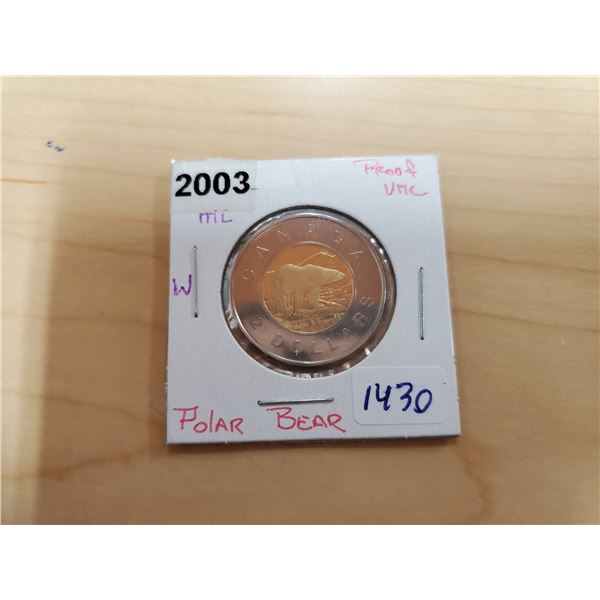 2003
Proof
UNC
ML
W
CANADA
2 DOLLARS
POLAR BEAR
1430